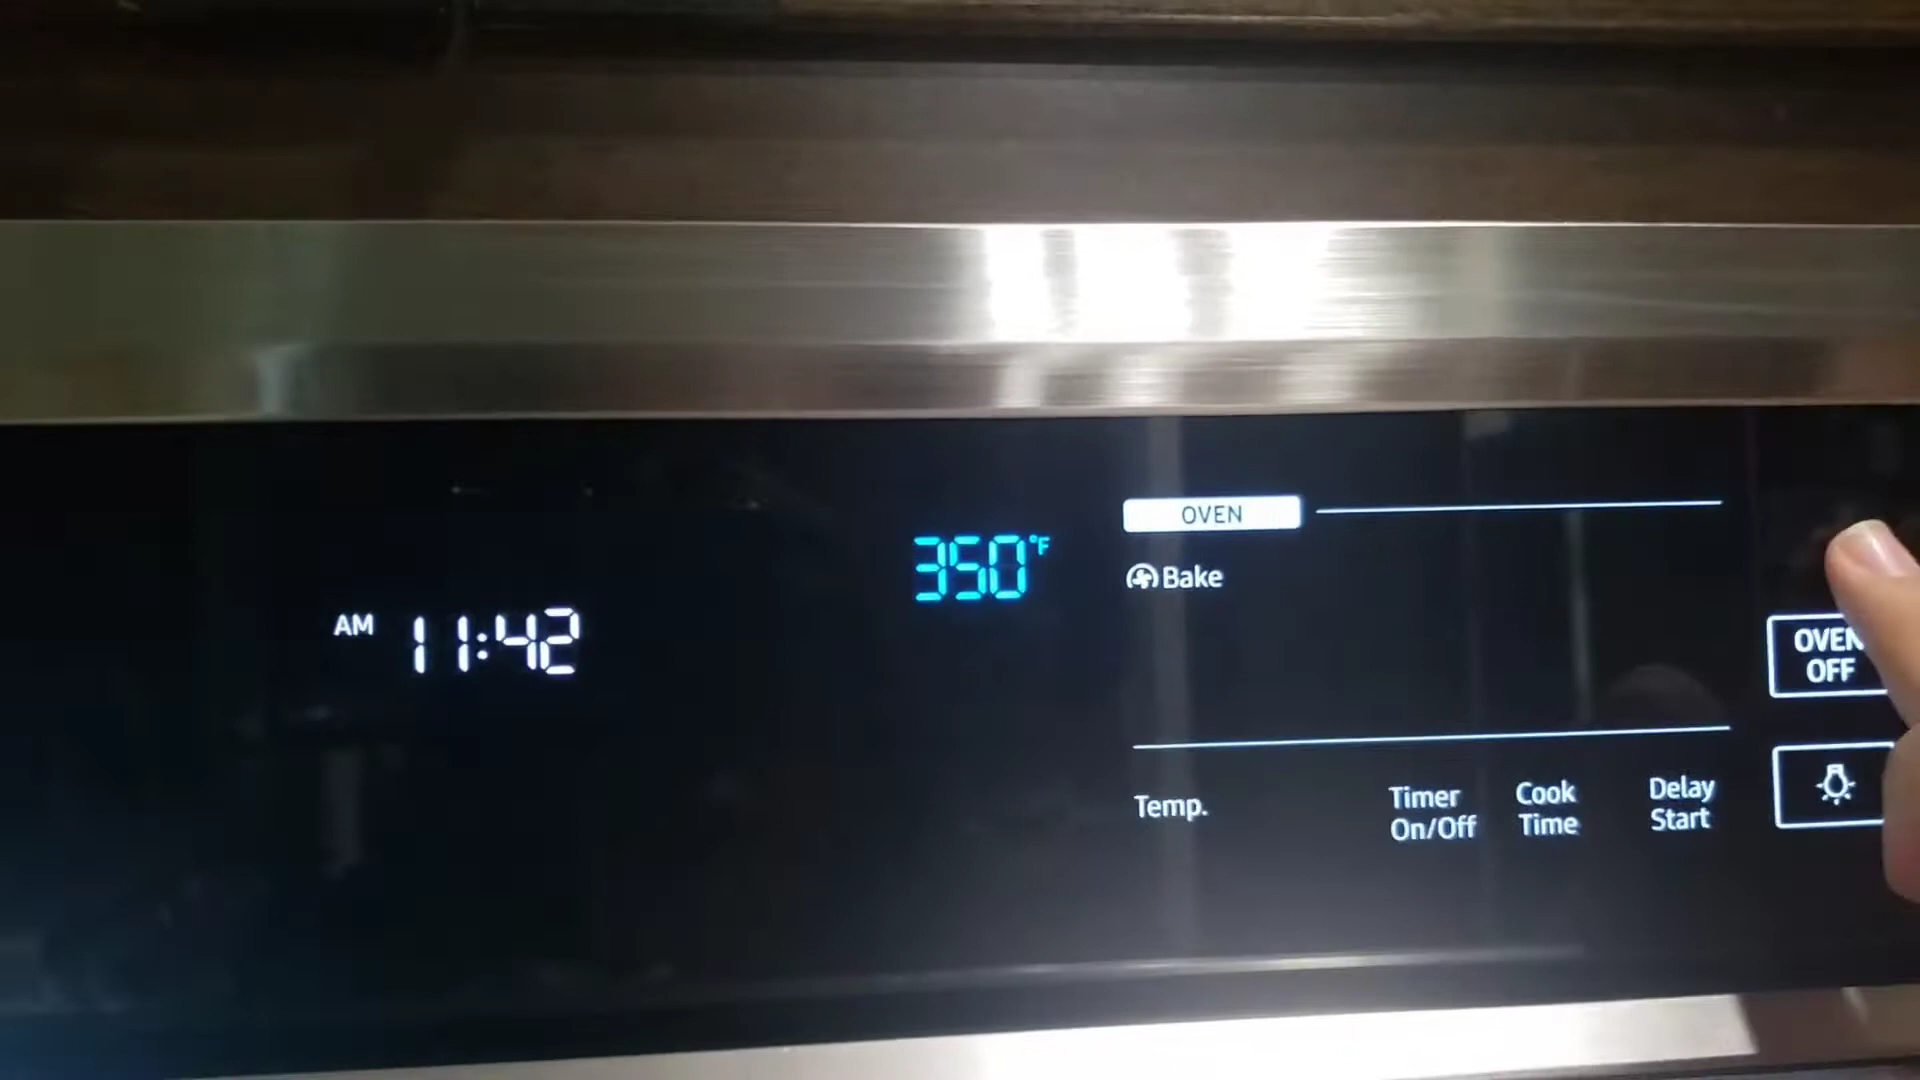 OVEN
350°F
Bake
AM 11:42
OVEN
OFF
Temp.
Timer
On/Off
Cook
Time
Delay
Start